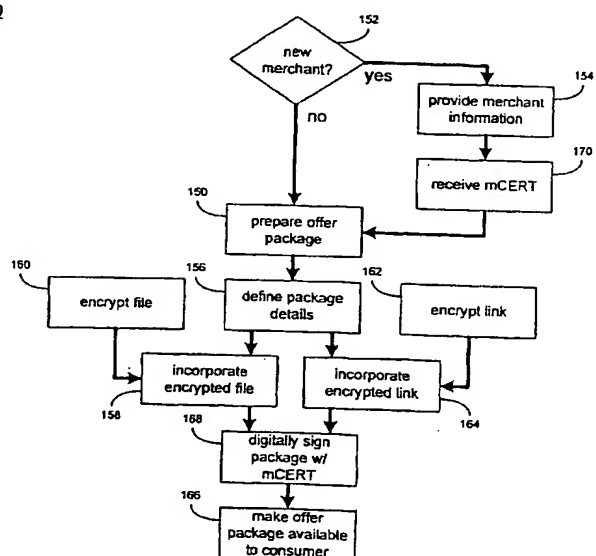 152
new
merchant?
yes
no
154
provide merchant
information
170
receive mCERT
150
prepare offer
package
160
encrypt file
156
define package
details
162
encrypt link
incorporate
encrypted file
158
incorporate
encrypted link
164
168
digitally sign
package w/
mCERT
166
make offer
package available
to consumer